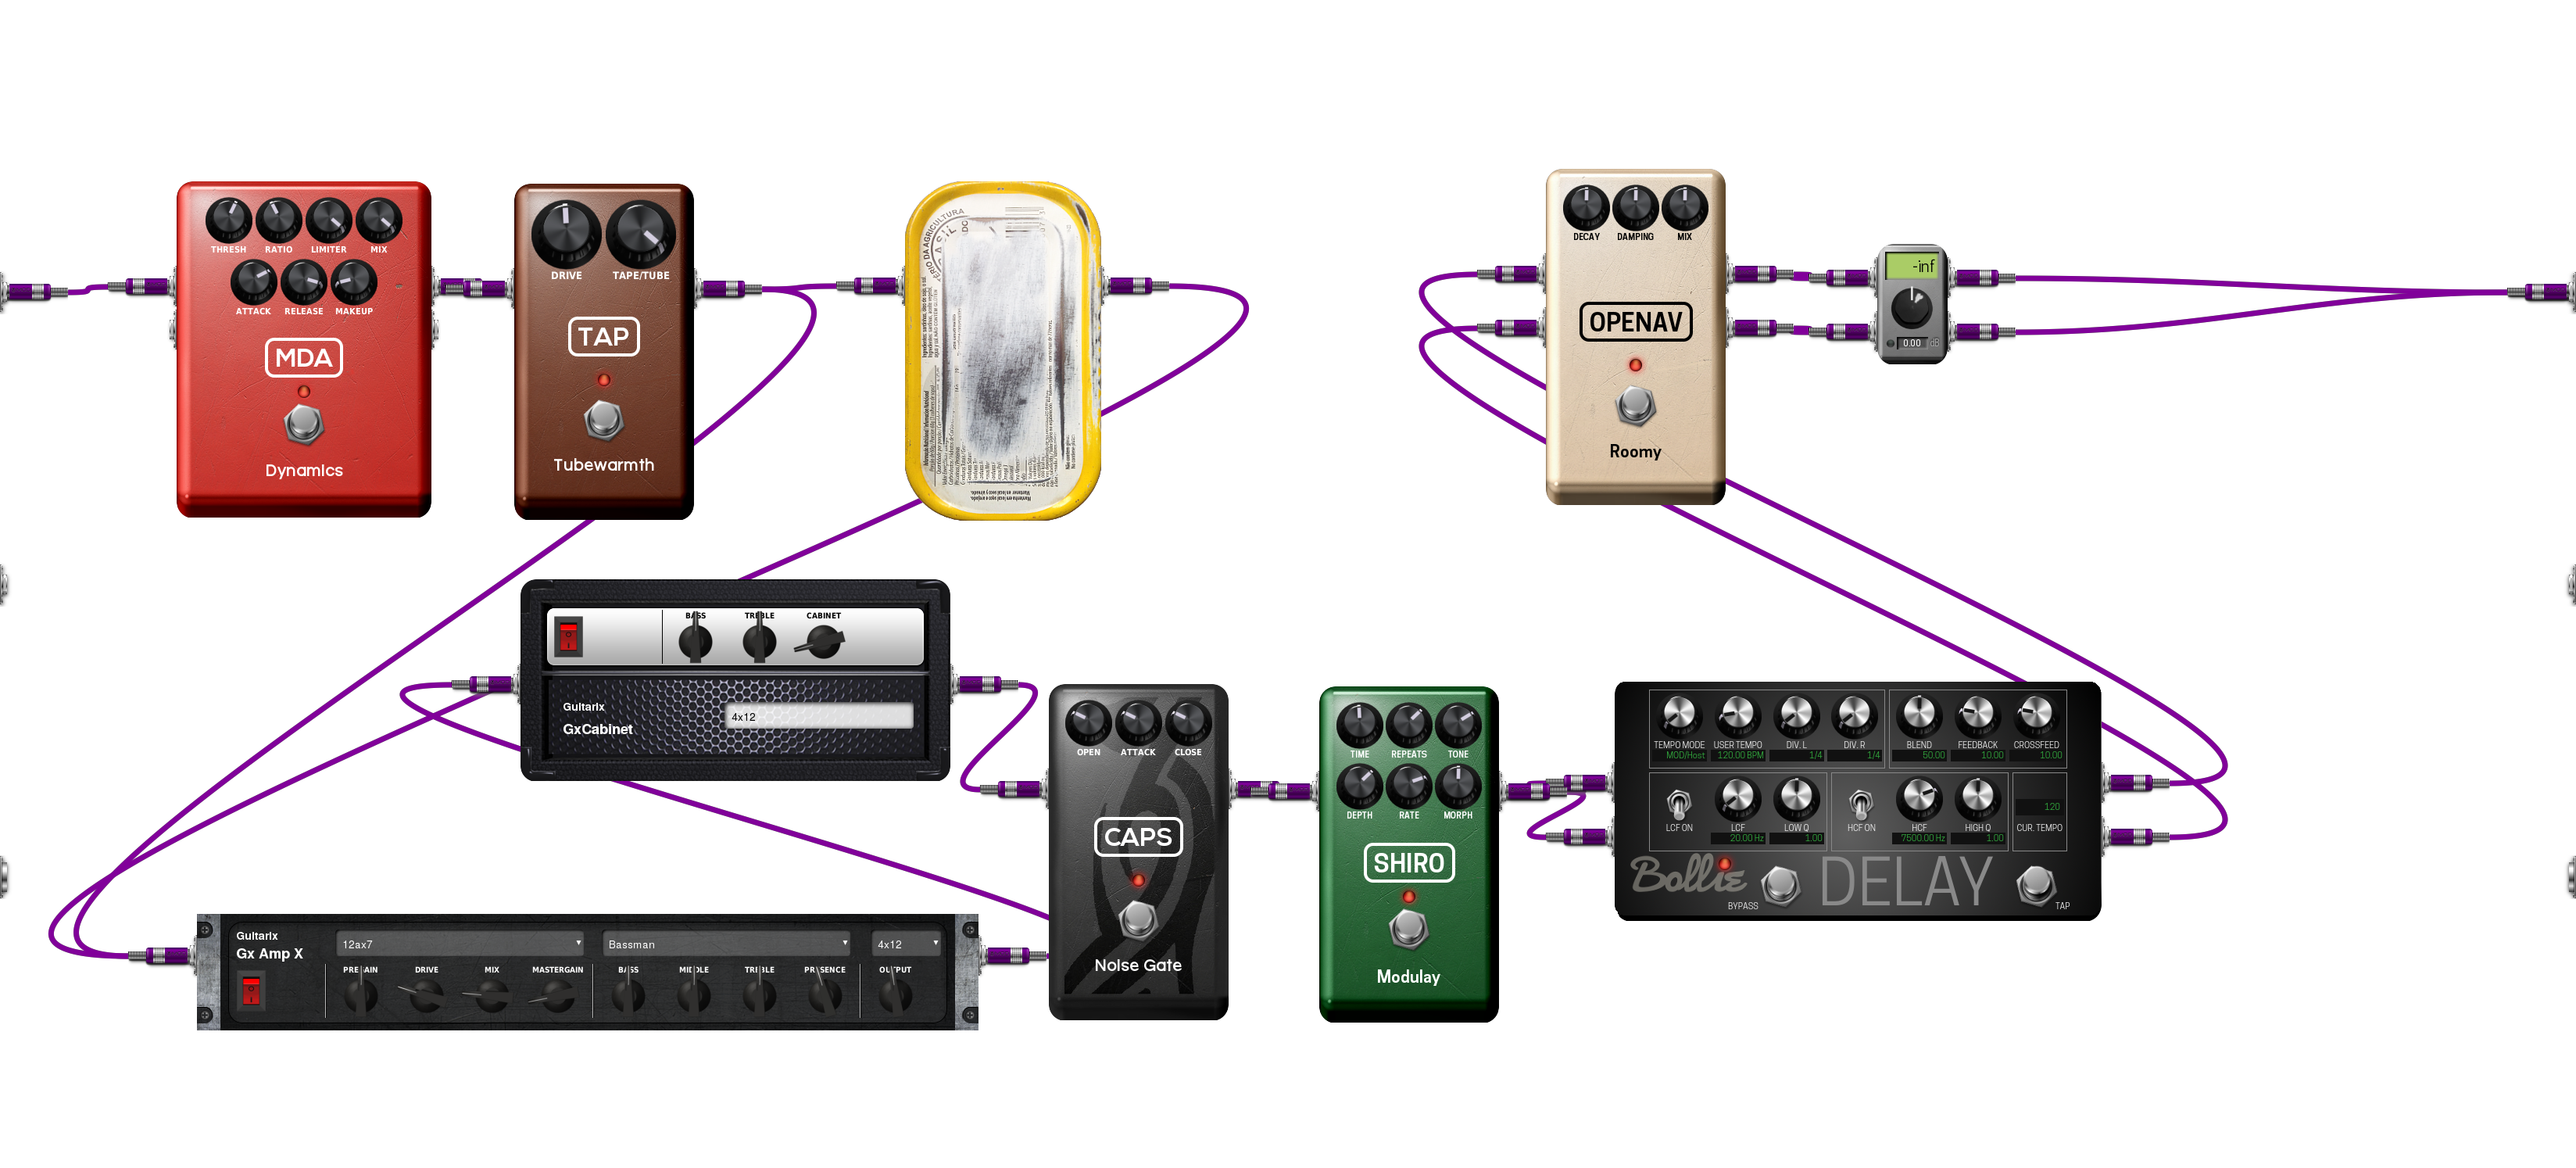 THRESH RATIO LIMITER MIX
ATTACK RELEASE MAKEUP
MDA
Dynamics
DRIVE TAPE/TUBE
TAP
Tubewarmth
DECAY DAMPING MIX
OPENAV
Roomy
-inf
0.00 dB
BASS TREBLE CABINET
Guitarix
GxCabinet
4x12
Guitarix
Gx Amp X
12ax7
Bassman
4x12
DRIVE MIX MASTERGAIN
BASS MIDDLE TREBLE PRESENCE
OUTPUT
OPEN ATTACK CLOSE
CAPS
Noise Gate
TIME REPEATS TONE
DEPTH RATE MORPH
SHIRO
Modulay
TEMPO MODE USER TEMPO DIV. L DIV. R BLEND FEEDBACK CROSSFEED
MOD/Host 120.00 BPM 1/4 1/4 50.00 10.00 10.00
120
LCF ON LCF LOW Q HCF ON HCF HIGH Q CUR. TEMPO
20.00 Hz 1.00 7500.00 Hz 1.00
Bollie DELAY
BYPASS TAP